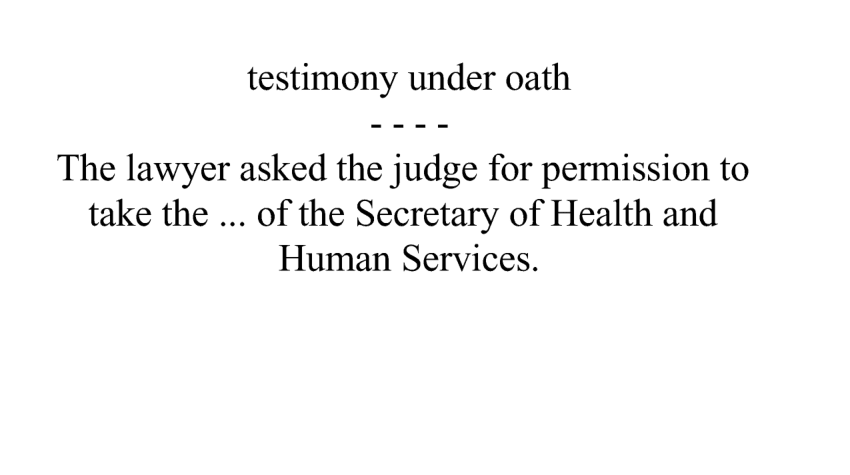 testimony under oath
- - - -
The lawyer asked the judge for permission to
take the ... of the Secretary of Health and
Human Services.